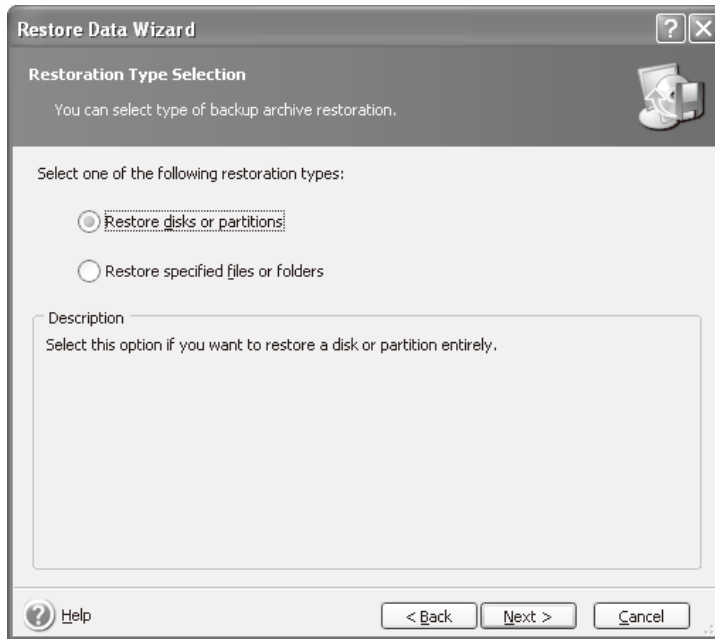 Restore Data Wizard
Restoration Type Selection
You can select type of backup archive restoration.
Select one of the following restoration types:
Restore disks or partitions
Restore specified files or folders
Description
Select this option if you want to restore a disk or partition entirely.
? Help
< Back
Next >
Cancel